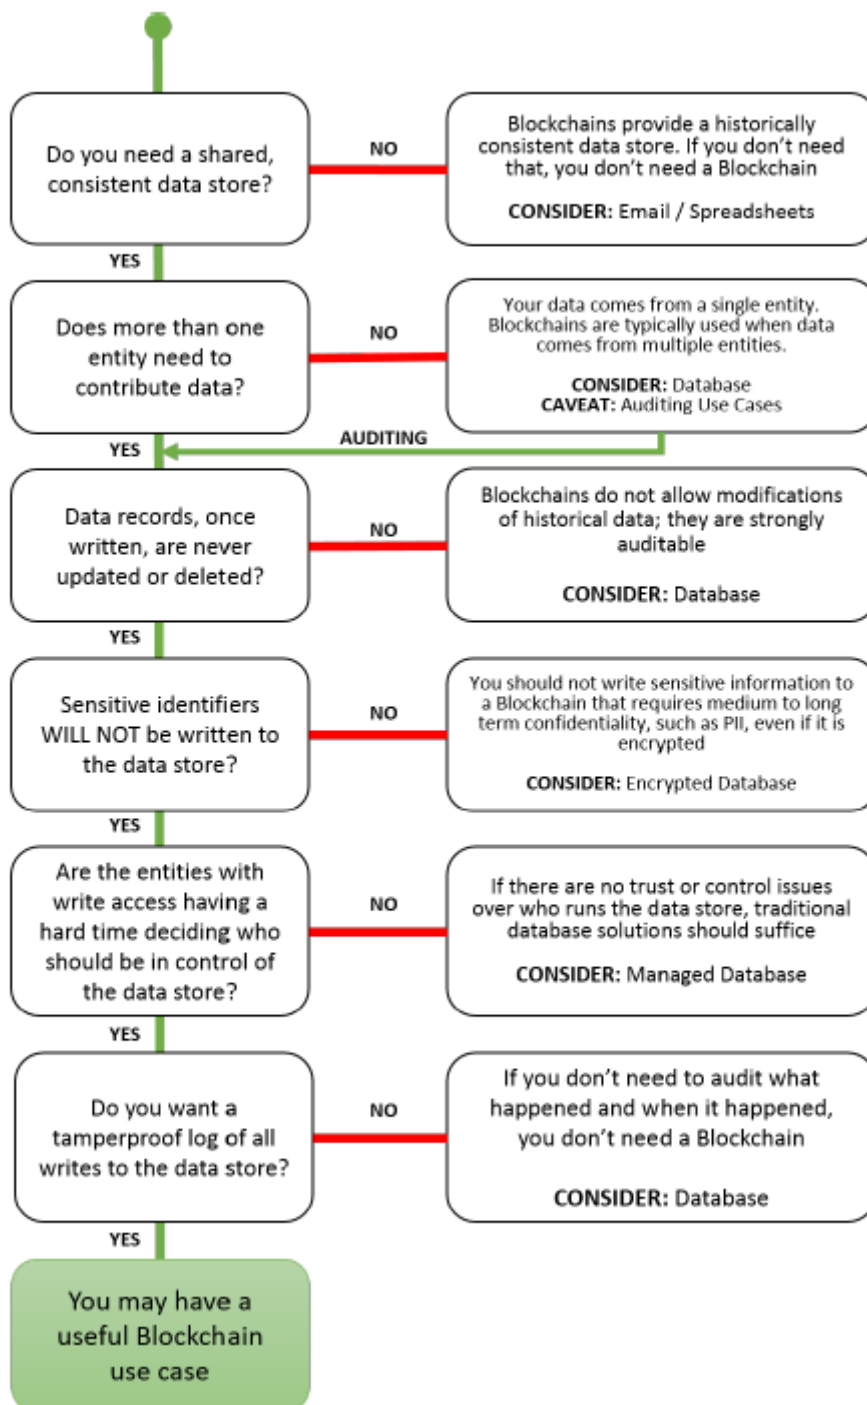 Do you need a shared,
consistent data store?
NO
Blockchains provide a historically
consistent data store. If you don’t need
that, you don’t need a Blockchain
CONSIDER: Email / Spreadsheets
YES
Does more than one
entity need to
contribute data?
NO
Your data comes from a single entity.
Blockchains are typically used when data
comes from multiple entities.
CONSIDER: Database
CAVEAT: Auditing Use Cases
YES
AUDITING
Data records, once
written, are never
updated or deleted?
NO
Blockchains do not allow modifications
of historical data; they are strongly
auditable
CONSIDER: Database
YES
Sensitive identifiers
WILL NOT be written to
the data store?
NO
You should not write sensitive information to
a Blockchain that requires medium to long
term confidentiality, such as PII, even if it is
encrypted
CONSIDER: Encrypted Database
YES
Are the entities with
write access having a
hard time deciding who
should be in control of
the data store?
NO
If there are no trust or control issues
over who runs the data store, traditional
database solutions should suffice
CONSIDER: Managed Database
YES
Do you want a
tamperproof log of all
writes to the data store?
NO
If you don’t need to audit what
happened and when it happened,
you don’t need a Blockchain
CONSIDER: Database
YES
You may have a
useful Blockchain
use case